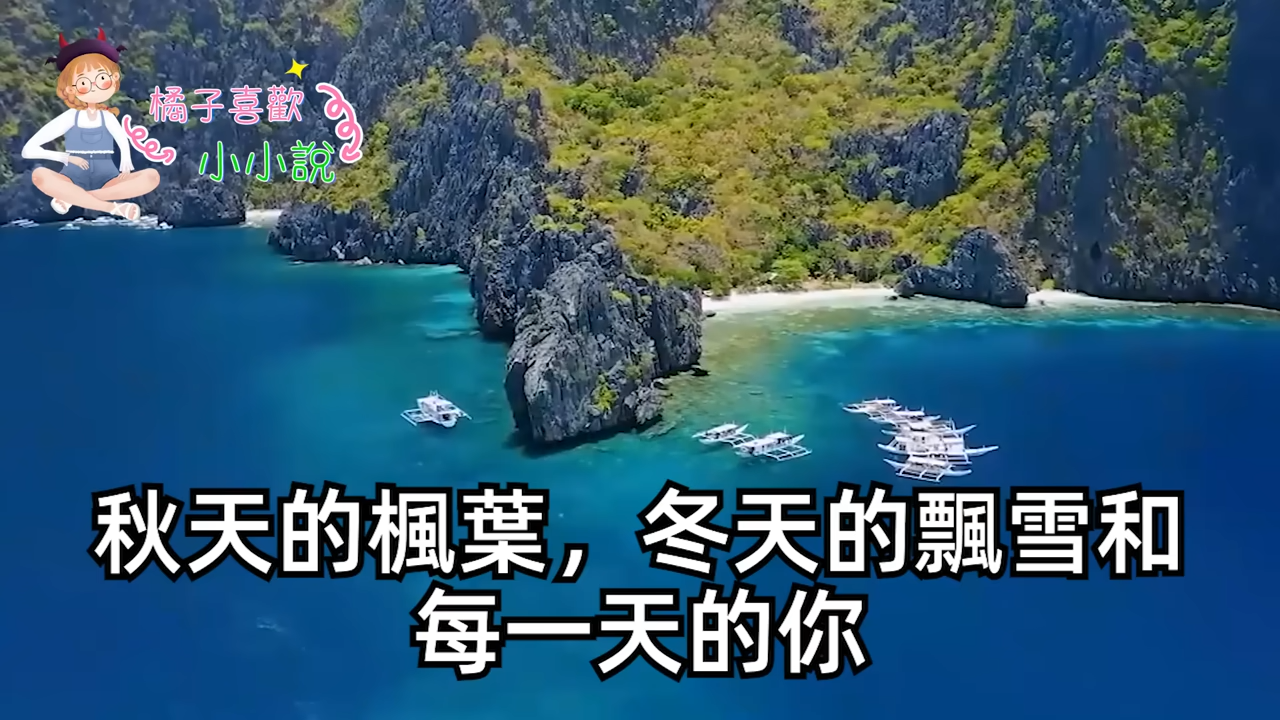 橘子喜歡
小小說
秋天的楓葉，冬天的飄雪和
每一天的你